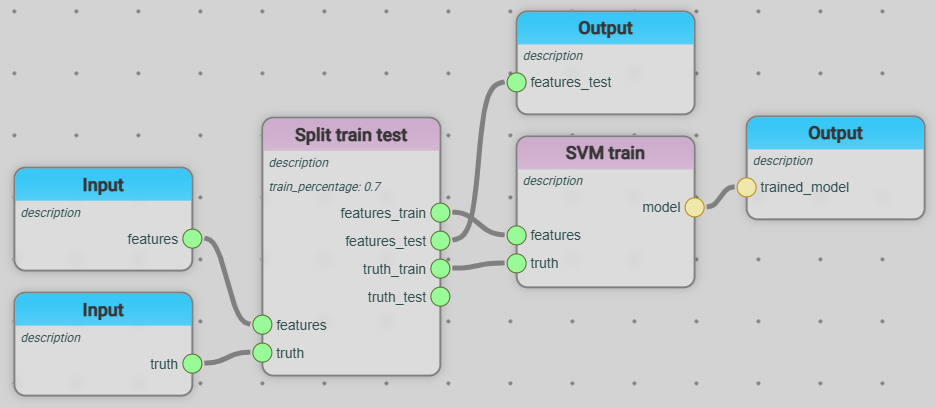 Input
description
features
Input
description
truth
Split train test
description
train_percentage: 0.7
features_train
features_test
truth_train
truth_test
features
truth
Output
description
features_test
SVM train
description
model
features
truth
Output
description
trained_model